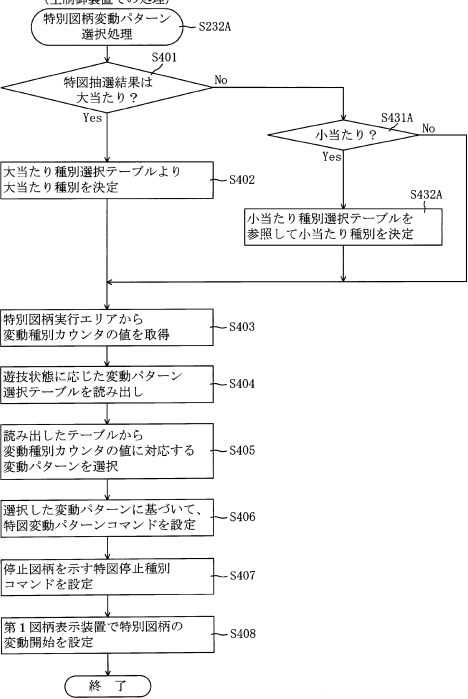 (主制御装置での処理)
特別図柄変動パターン
選択処理
S232A
S401
特図抽選結果は
大当たり？
No
Yes
S431A
小当たり？
No
Yes
大当たり種別選択テーブルより
大当たり種別を決定
S402
S432A
小当たり種別選択テーブルを
参照して小当たり種別を決定
特別図柄実行エリアから
変動種別カウンタの値を取得
S403
遊技状態に応じた変動パターン
選択テーブルを読み出し
S404
読み出したテーブルから
変動種別カウンタの値に対応する
変動パターンを選択
S405
選択した変動パターンに基づいて、
特図変動パターンコマンドを設定
S406
停止図柄を示す特図停止種別
コマンドを設定
S407
第１図柄表示装置で特別図柄の
変動開始を設定
S408
終 了